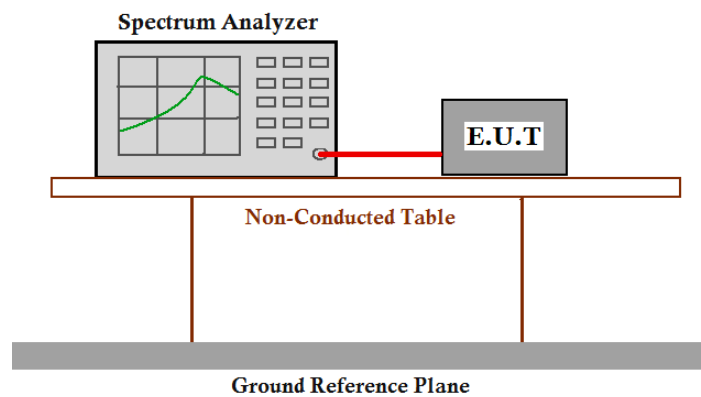 Spectrum Analyzer
E.U.T
Non-Conducted Table
Ground Reference Plane